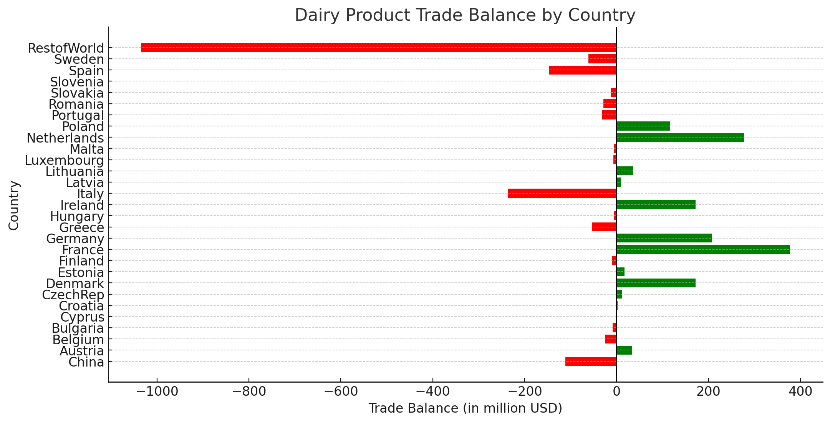 Dairy Product Trade Balance by Country
RestofWorld
Sweden
Spain
Slovenia
Slovakia
Romania
Portugal
Poland
Netherlands
Malta
Luxembourg
Lithuania
Latvia
Italy
Ireland
Hungary
Greece
Germany
France
Finland
Estonia
Denmark
CzechRep
Croatia
Cyprus
Bulgaria
Belgium
Austria
China
Country
−1000 −800 −600 −400 −200 0 200 400
Trade Balance (in million USD)